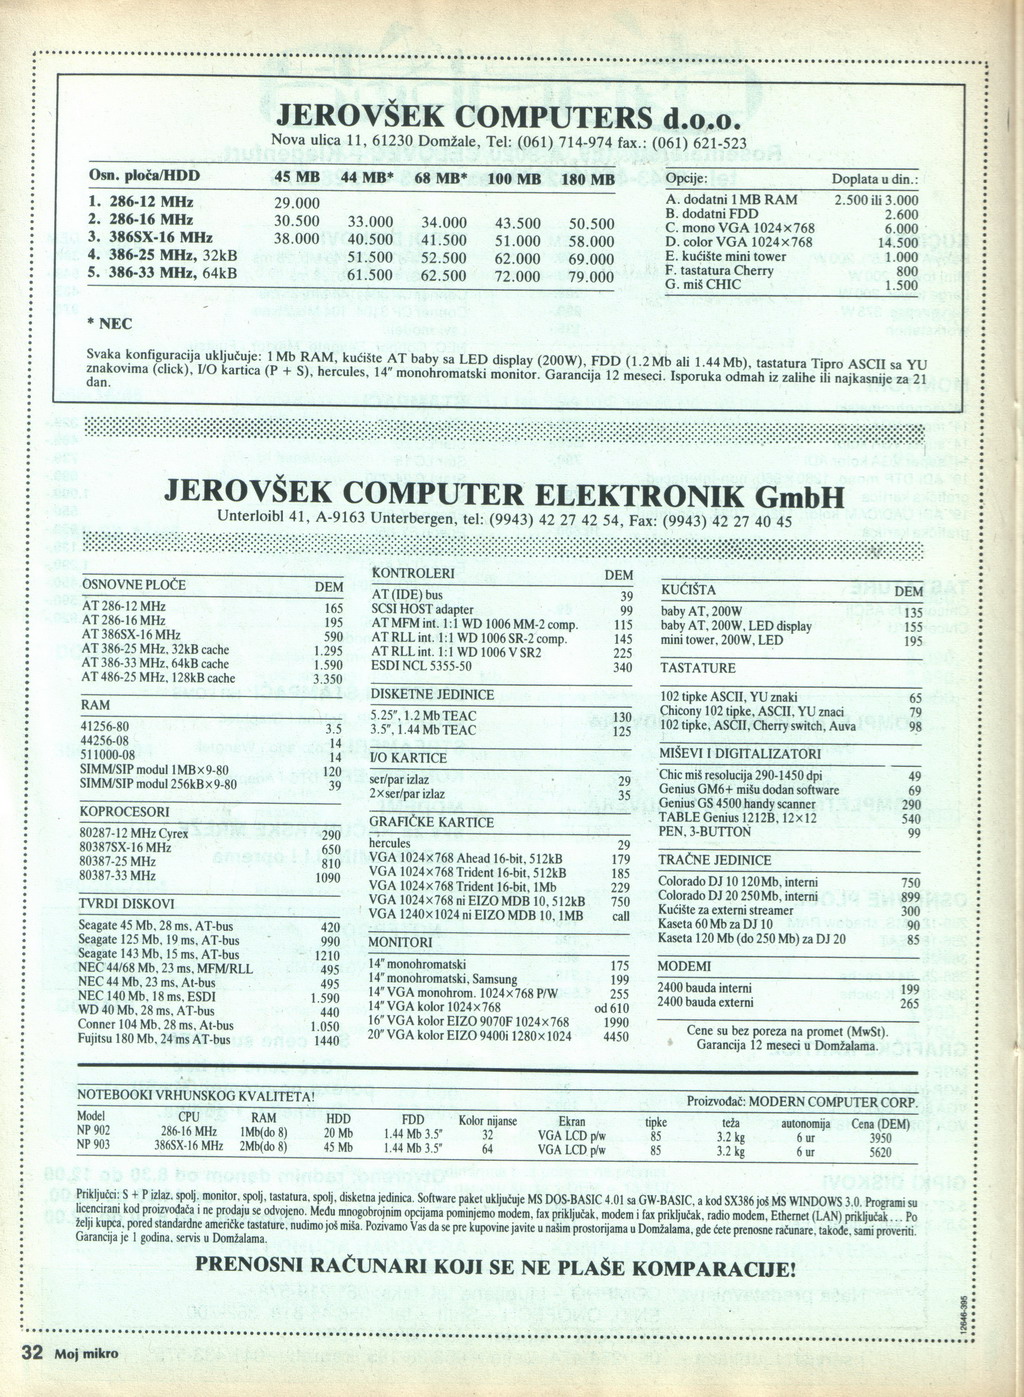 JEROVŠEK COMPUTERS d.o.o.
Nova ulica 11, 61230 Domžale, Tel: (061) 714-974 fax.: (061) 621-523
Osn. ploča/HDD 45 MB 44 MB* 68 MB* 100 MB 180 MB
1. 286-12 MHz 29.000
2. 286-16 MHz 30.500 33.000 34.000 43.500 50.500
3. 386SX-16 MHz 38.000 40.500 41.500 51.000 58.000
4. 386-25 MHz, 32kB 51.500 52.500 62.000 69.000
5. 386-33 MHz, 64kB 61.500 62.500 72.000 79.000
Opcije: Doplata u din.:
A. dodatni 1 MB RAM 2.500 ili 3.000
B. dodatni FDD 2.600
C. mono VGA 1024×768 6.000
D. color VGA 1024×768 14.500
E. kućište mini tower 1.000
F. tastatura Cherry 800
G. miš CHIC 1.500
* NEC
Svaka konfiguracija uključuje: 1 Mb RAM, kućište AT baby sa LED display (200W), FDD (1.2 Mb ali 1.44 Mb), tastatura Tipro ASCII sa YU
znakovima (click), I/O kartica (P + S), hercules, 14" monohromatski monitor. Garancija 12 meseci. Isporuka odmah iz zalihe ili najkasnije za 21
dan.
JEROVŠEK COMPUTER ELEKTRONIK GmbH
Unterloibl 41, A-9163 Unterbergen, tel: (9943) 42 27 42 54, Fax: (9943) 42 27 40 45
OSNOVNE PLOČE DEM
AT 286-12 MHz 165
AT 286-16 MHz 195
AT 386SX-16 MHz 590
AT 386-25 MHz, 32kB cache 1.295
AT 386-33 MHz, 64kB cache 1.590
AT 486-25 MHz, 128kB cache 3.350
RAM
41256-80 3.5
44256-08 14
511000-08 14
SIMM/SIP modul 1MB×9-80 120
SIMM/SIP modul 256kB×9-80 39
KOPROCESORI
80287-12 MHz Cyrex 290
80387SX-16 MHz 650
80387-25 MHz 810
80387-33 MHz 1090
TVRDI DISKOVI
Seagate 45 Mb, 28 ms, AT-bus 420
Seagate 125 Mb, 19 ms, AT-bus 990
Seagate 143 Mb, 15 ms, AT-bus 1210
NEC 44/68 Mb, 23 ms, MFM/RLL 495
NEC 44 Mb, 23 ms, At-bus 495
NEC 140 Mb, 18 ms, ESDI 1.590
WD 40 Mb, 28 ms, AT-bus 440
Conner 104 Mb, 28 ms, At-bus 1.050
Fujitsu 180 Mb, 24 ms AT-bus 1440
KONTROLERI DEM
AT (IDE) bus 39
SCSI HOST adapter 99
AT MFM int. 1:1 WD 1006 MM-2 comp. 115
AT RLL int. 1:1 WD 1006 SR-2 comp. 145
AT RLL int. 1:1 WD 1006 V SR2 225
ESDI NCL 5355-50 340
DISKETNE JEDINICE
5.25", 1.2 Mb TEAC 130
3.5", 1.44 Mb TEAC 125
I/O KARTICE
ser/par izlaz 29
2×ser/par izlaz 35
GRAFIČKE KARTICE
hercules 29
VGA 1024×768 Ahead 16-bit, 512kB 179
VGA 1024×768 Trident 16-bit, 512kB 185
VGA 1024×768 Trident 16-bit, 1Mb 229
VGA 1024×768 ni EIZO MDB 10, 512kB 750
VGA 1240×1024 ni EIZO MDB 10, 1MB call
MONITORI
14" monohromatski 175
14" monohromatski, Samsung 199
14" VGA monohrom. 1024×768 P/W 255
14" VGA kolor 1024×768 od 610
16" VGA kolor EIZO 9070F 1024×768 1990
20" VGA kolor EIZO 9400i 1280×1024 4450
KUĆIŠTA DEM
baby AT, 200W 135
baby AT, 200W, LED display 155
mini tower, 200W, LED 195
TASTATURE
102 tipke ASCII, YU znaki 65
Chicony 102 tipke, ASCII, YU znaci 79
102 tipke, ASCII, Cherry switch, Auva 98
MIŠEVI I DIGITALIZATORI
Chic miš resolucija 290-1450 dpi 49
Genius GM6+ mišu dodan software 69
Genius GS 4500 handy scanner 290
TABLE Genius 1212B, 12×12 540
PEN, 3-BUTTON 99
TRAČNE JEDINICE
Colorado DJ 10 120Mb, interni 750
Colorado DJ 20 250Mb, interni 899
Kućište za externi streamer 300
Kaseta 60 Mb za DJ 10 90
Kaseta 120 Mb (do 250 Mb) za DJ 20 85
MODEMI
2400 bauda interni 199
2400 bauda externi 265
Cene su bez poreza na promet (MwSt).
Garancija 12 meseci u Domžalama.
NOTEBOOKI VRHUNSKOG KVALITETA! Proizvođač: MODERN COMPUTER CORP.
Model CPU RAM HDD FDD Kolor nijanse Ekran tipke teža autonomija Cena (DEM)
NP 902 286-16 MHz 1Mb(do 8) 20 Mb 1.44 Mb 3.5" 32 VGA LCD p/w 85 3.2 kg 6 ur 3950
NP 903 386SX-16 MHz 2Mb(do 8) 45 Mb 1.44 Mb 3.5" 64 VGA LCD p/w 85 3.2 kg 6 ur 5620
Priključci: S + P izlaz, spolj. monitor, spolj, tastatura, spolj, disketna jedinica. Software paket uključuje MS DOS-BASIC 4.01 sa GW-BASIC, a kod SX386 još MS WINDOWS 3.0. Programi su
licencirani kod proizvođača i ne prodaju se odvojeno. Među mnogobrojnim opcijama pominjemo modem, fax priključak, modem i fax priključak, radio modem, Ethernet (LAN) priključak... Po
želji kupca, pored standardne američke tastature, nudimo još miša. Pozivamo Vas da se pre kupovine javite u našim prostorijama u Domžalama, gde ćete prenosne računare, takođe, sami proveriti.
Garancija je 1 godina, servis u Domžalama.
PRENOSNI RAČUNARI KOJI SE NE PLAŠE KOMPARACIJE!
12646-395
32 Moj mikro